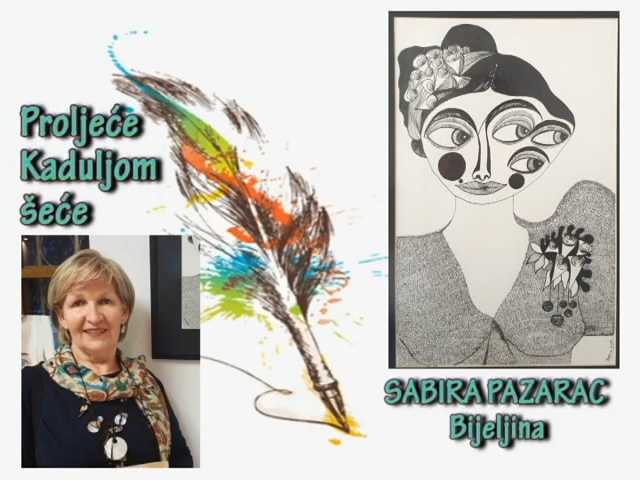 Proljeće
Kaduljom
šeće
SABIRA PAZARAC
Bijeljina